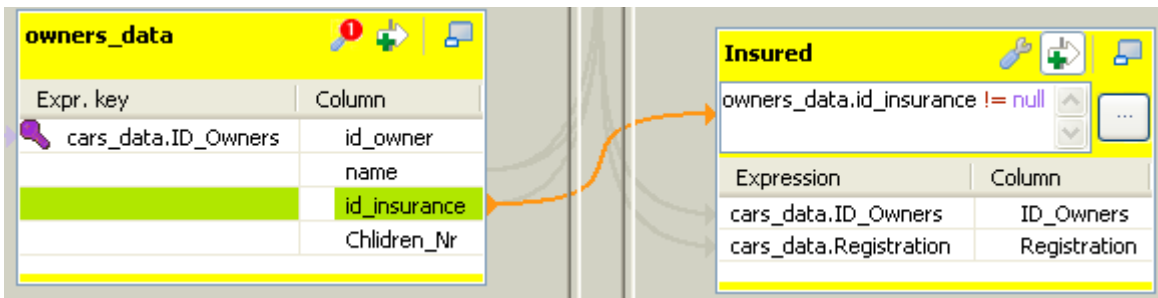 owners_data
1
Expr. key Column
cars_data.ID_Owners id_owner
name
id_insurance
Chlidren_Nr
Insured
owners_data.id_insurance != null
...
Expression Column
cars_data.ID_Owners ID_Owners
cars_data.Registration Registration